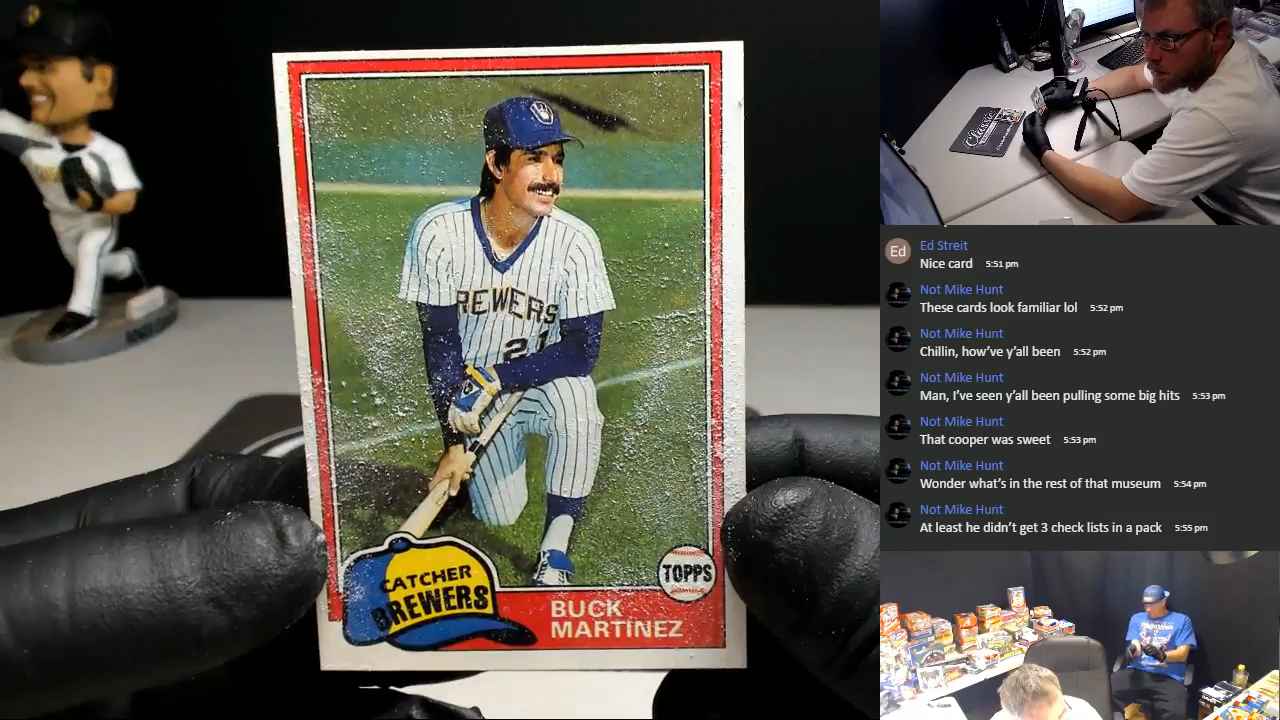 BREWERS
21
CATCHER
BREWERS
TOPPS
BUCK
MARTINEZ
Ed
Ed Streit
Nice card 5:51 pm
Not Mike Hunt
These cards look familiar lol 5:52 pm
Not Mike Hunt
Chillin, how've y'all been 5:52 pm
Not Mike Hunt
Man, I've seen y'all been pulling some big hits 5:53 pm
Not Mike Hunt
That cooper was sweet 5:53 pm
Not Mike Hunt
Wonder what's in the rest of that museum 5:54 pm
Not Mike Hunt
At least he didn't get 3 check lists in a pack 5:55 pm